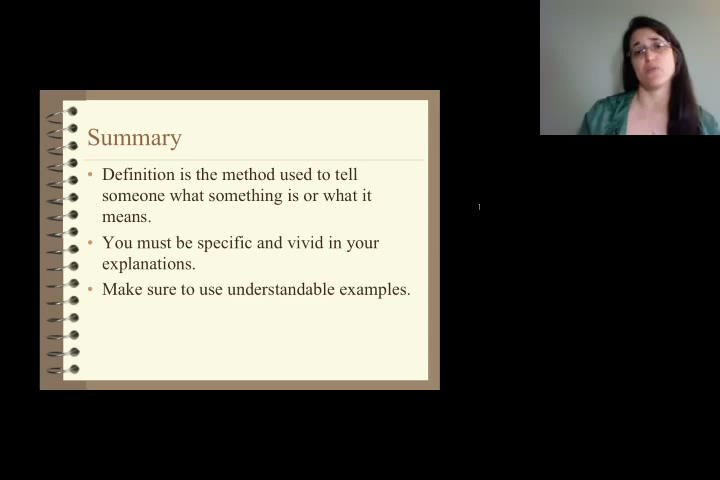 Summary
• Definition is the method used to tell
someone what something is or what it
means.
• You must be specific and vivid in your
explanations.
• Make sure to use understandable examples.